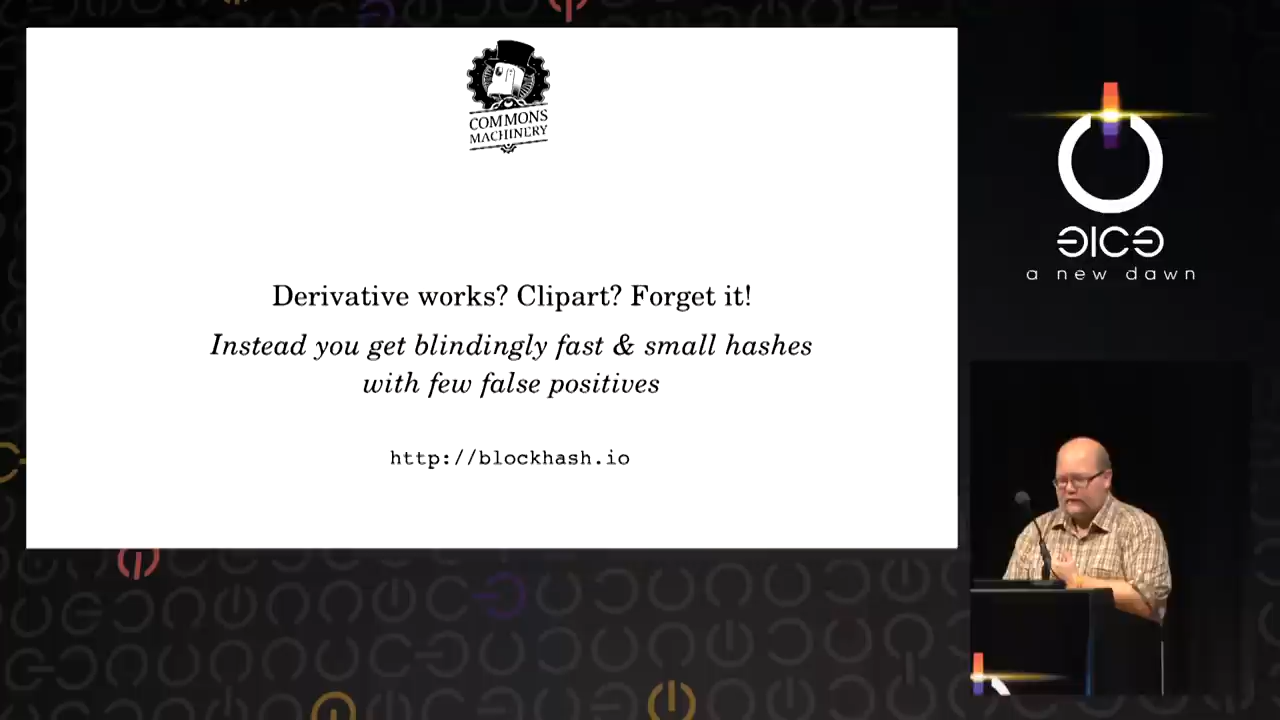 COMMONS
MACHINERY
Derivative works? Clipart? Forget it!
Instead you get blindingly fast & small hashes
with few false positives
http://blockhash.io
ƎICƏ
a new dawn